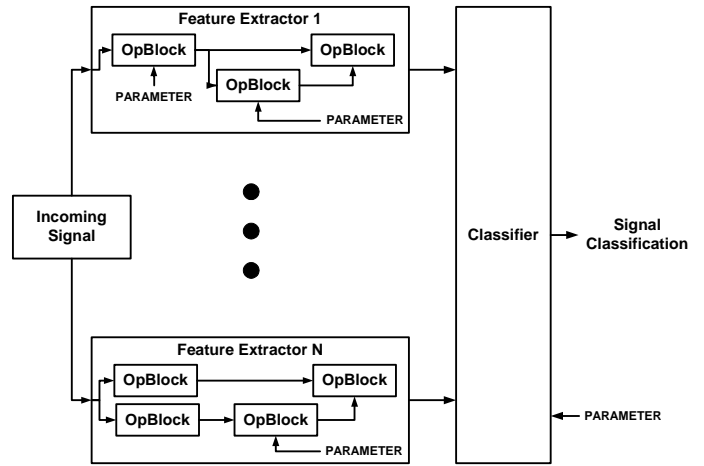 Feature Extractor 1
OpBlock
OpBlock
OpBlock
PARAMETER
PARAMETER
Incoming
Signal
Classifier
Signal
Classification
Feature Extractor N
OpBlock
OpBlock
OpBlock
OpBlock
PARAMETER
PARAMETER